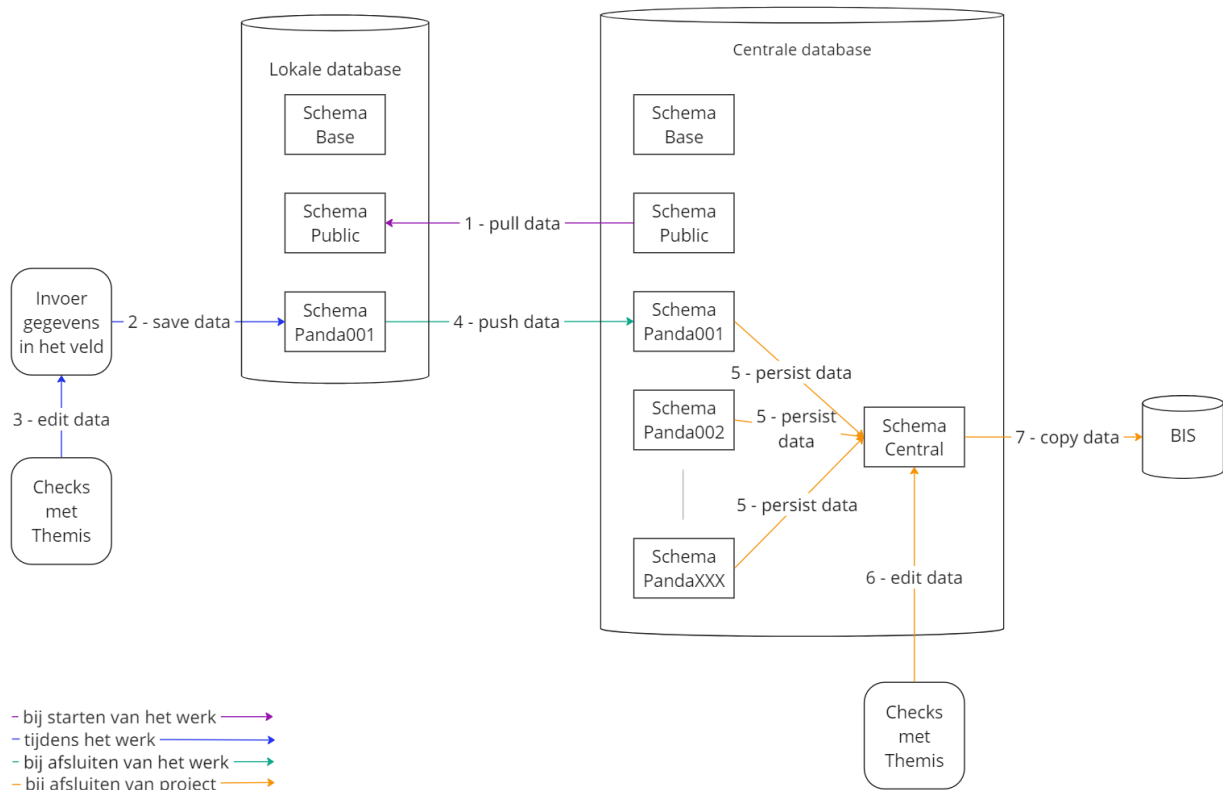 Lokale database
Schema
Base
Schema
Public
Schema
Panda001
Centrale database
Schema
Base
Schema
Public
Schema
Panda001
Schema
Panda002
Schema
PandaXXX
Schema
Central
BIS
Invoer
gegevens
in het veld
Checks
met
Themis
1 - pull data
2 - save data
3 - edit data
4 - push data
5 - persist data
5 - persist
data
5 - persist data
6 - edit data
7 - copy data
Checks
met
Themis
- bij starten van het werk
- tijdens het werk
- bij afsluiten van het werk
- bij afsluiten van project